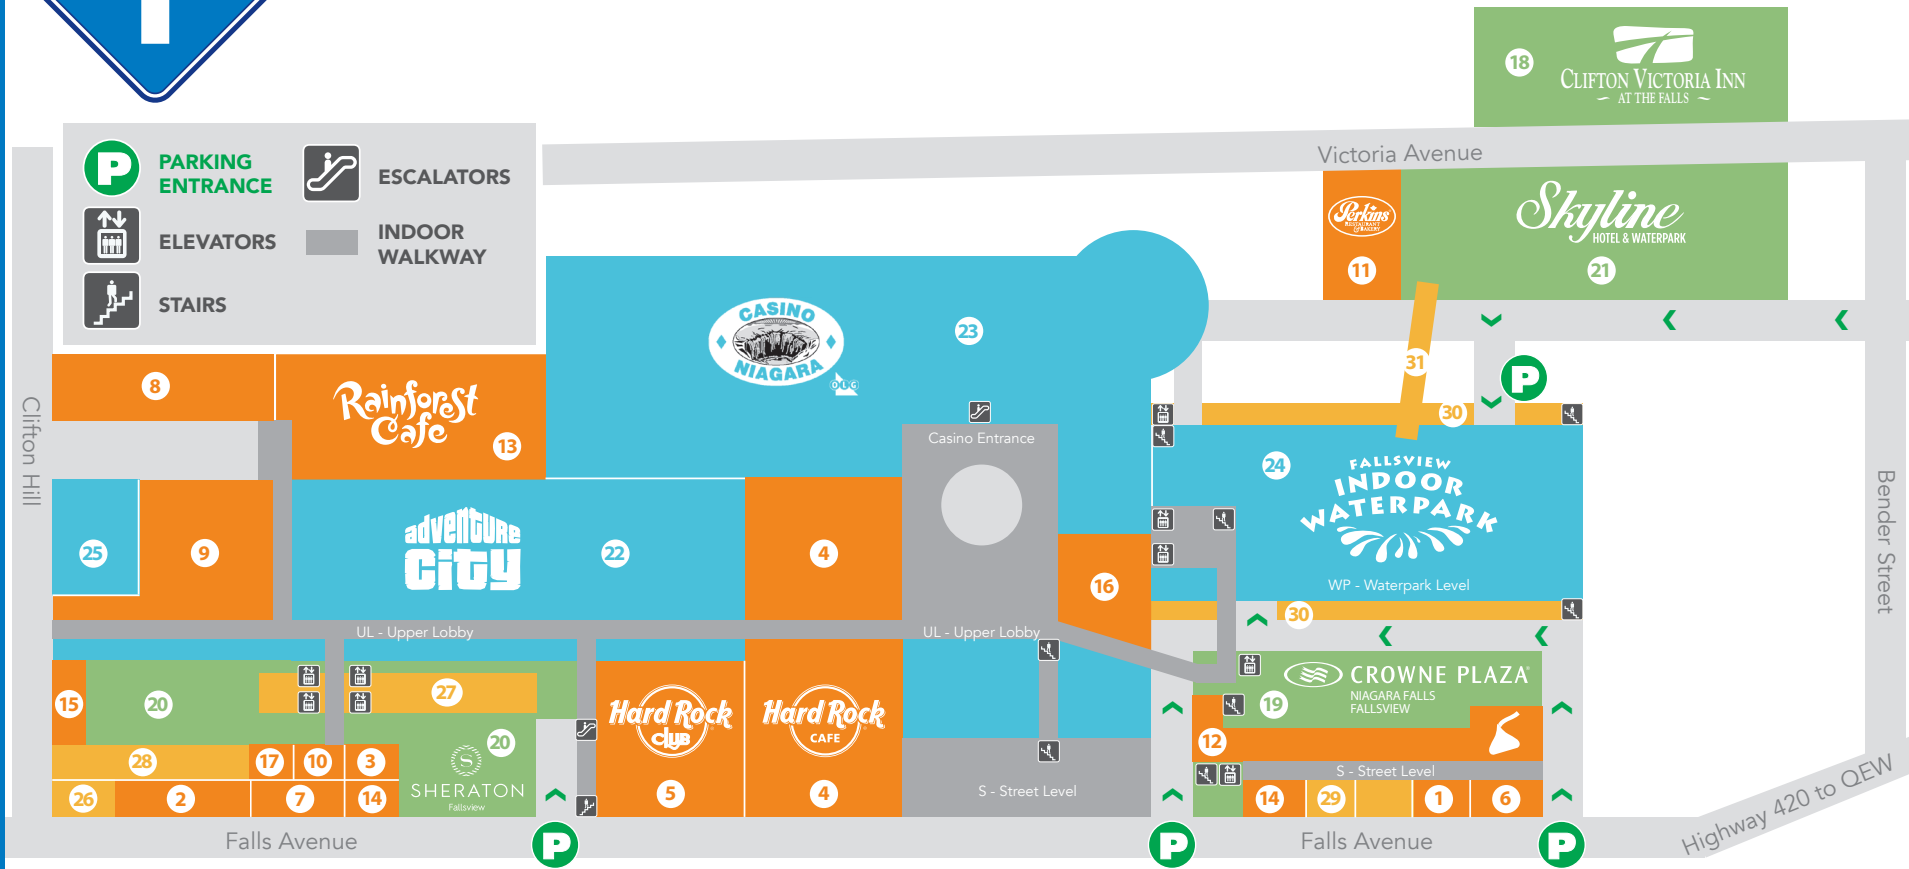 18
CLIFTON VICTORIA INN
AT THE FALLS
Victoria Avenue
P
PARKING
ENTRANCE
ESCALATORS
ELEVATORS
INDOOR
WALKWAY
STAIRS
Perkins
RESTAURANT
& BAKERY
11
Skyline
HOTEL & WATERPARK
21
CASINO
NIAGARA
OLG
23
31
P
30
8
Rainforest
Cafe
13
Clifton Hill
Casino Entrance
24
FALLSVIEW
INDOOR
WATERPARK
WP - Waterpark Level
Bender Street
25
9
adventure
city
22
4
16
30
UL - Upper Lobby
UL - Upper Lobby
15
20
27
20
SHERATON
Fallsview
Hard Rock
club
5
Hard Rock
CAFE
4
19
CROWNE PLAZA
NIAGARA FALLS
FALLSVIEW
12
28
17
10
3
26
2
7
14
S - Street Level
S - Street Level
14
29
1
6
Falls Avenue
P
P
Falls Avenue
P
Highway 420 to QEW